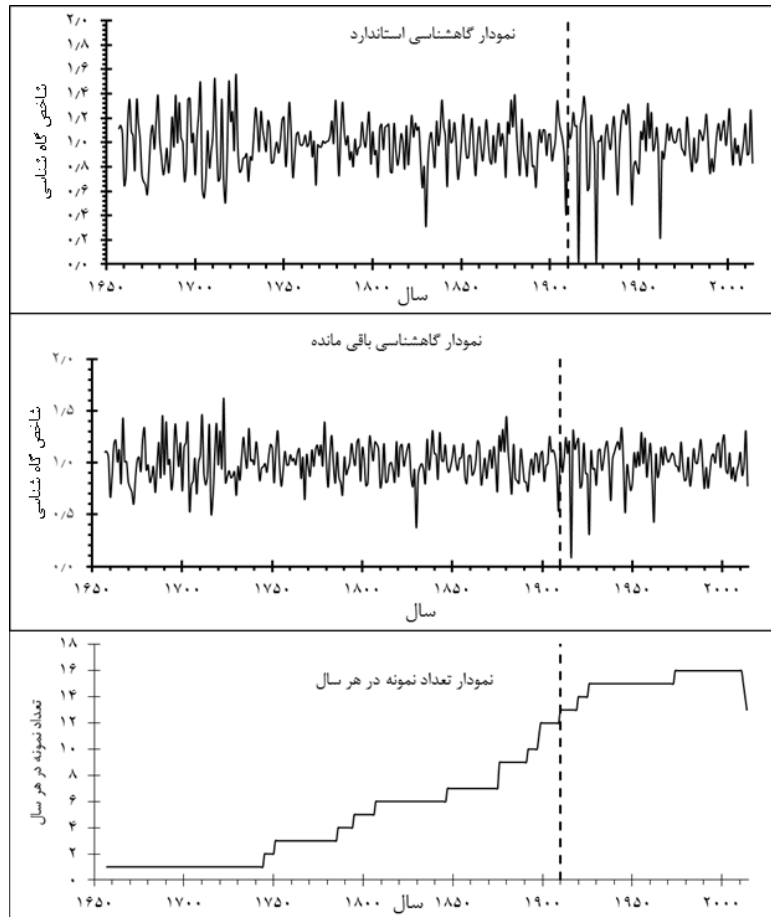 نمودار گاهشناسی استاندارد
شاخص گاه شناسی
۲٫۰
۱٫۸
۱٫۶
۱٫۴
۱٫۲
۱٫۰
۰٫۸
۰٫۶
۰٫۴
۰٫۲
۰٫۰
۱۶۵۰ ۱۷۰۰ ۱۷۵۰ ۱۸۰۰ ۱۸۵۰ ۱۹۰۰ ۱۹۵۰ ۲۰۰۰
سال
نمودار گاهشناسی باقی مانده
شاخص گاه شناسی
۲٫۰
۱٫۵
۱٫۰
۰٫۵
۰٫۰
۱۶۵۰ ۱۷۰۰ ۱۷۵۰ ۱۸۰۰ ۱۸۵۰ ۱۹۰۰ ۱۹۵۰ ۲۰۰۰
سال
نمودار تعداد نمونه در هر سال
تعداد نمونه در هر سال
۱۸
۱۶
۱۴
۱۲
۱۰
۸
۶
۴
۲
۰
۱۶۵۰ ۱۷۰۰ ۱۷۵۰ ۱۸۰۰ ۱۸۵۰ ۱۹۰۰ ۱۹۵۰ ۲۰۰۰
سال